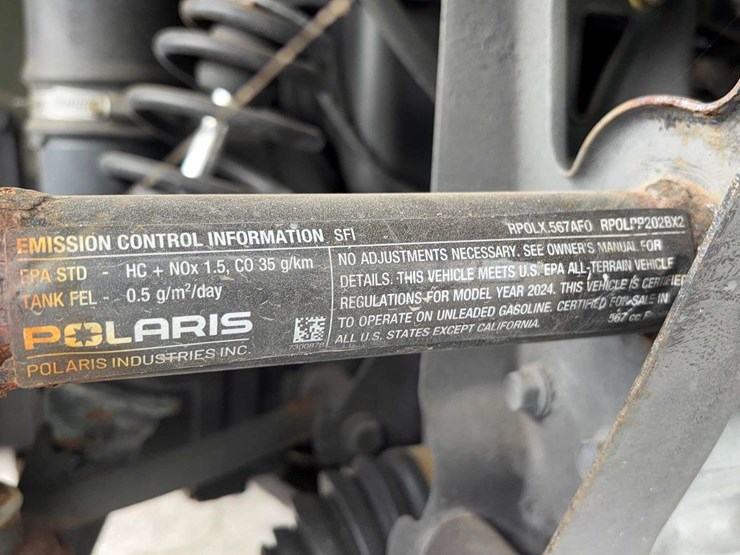 EMISSION CONTROL INFORMATION SFI
RPOLX.567AFO RPOLPP202BX2
EPA STD - HC + NOx 1.5, CO 35 g/km
TANK FEL - 0.5 g/m²/day
POLARIS
POLARIS INDUSTRIES INC.
NO ADJUSTMENTS NECESSARY. SEE OWNER'S MANUAL FOR
DETAILS. THIS VEHICLE MEETS U.S. EPA ALL-TERRAIN VEHICLE
REGULATIONS FOR MODEL YEAR 2024. THIS VEHICLE IS CERTIFIED
TO OPERATE ON UNLEADED GASOLINE. CERTIFIED FOR SALE IN
ALL U.S. STATES EXCEPT CALIFORNIA.
567 cc